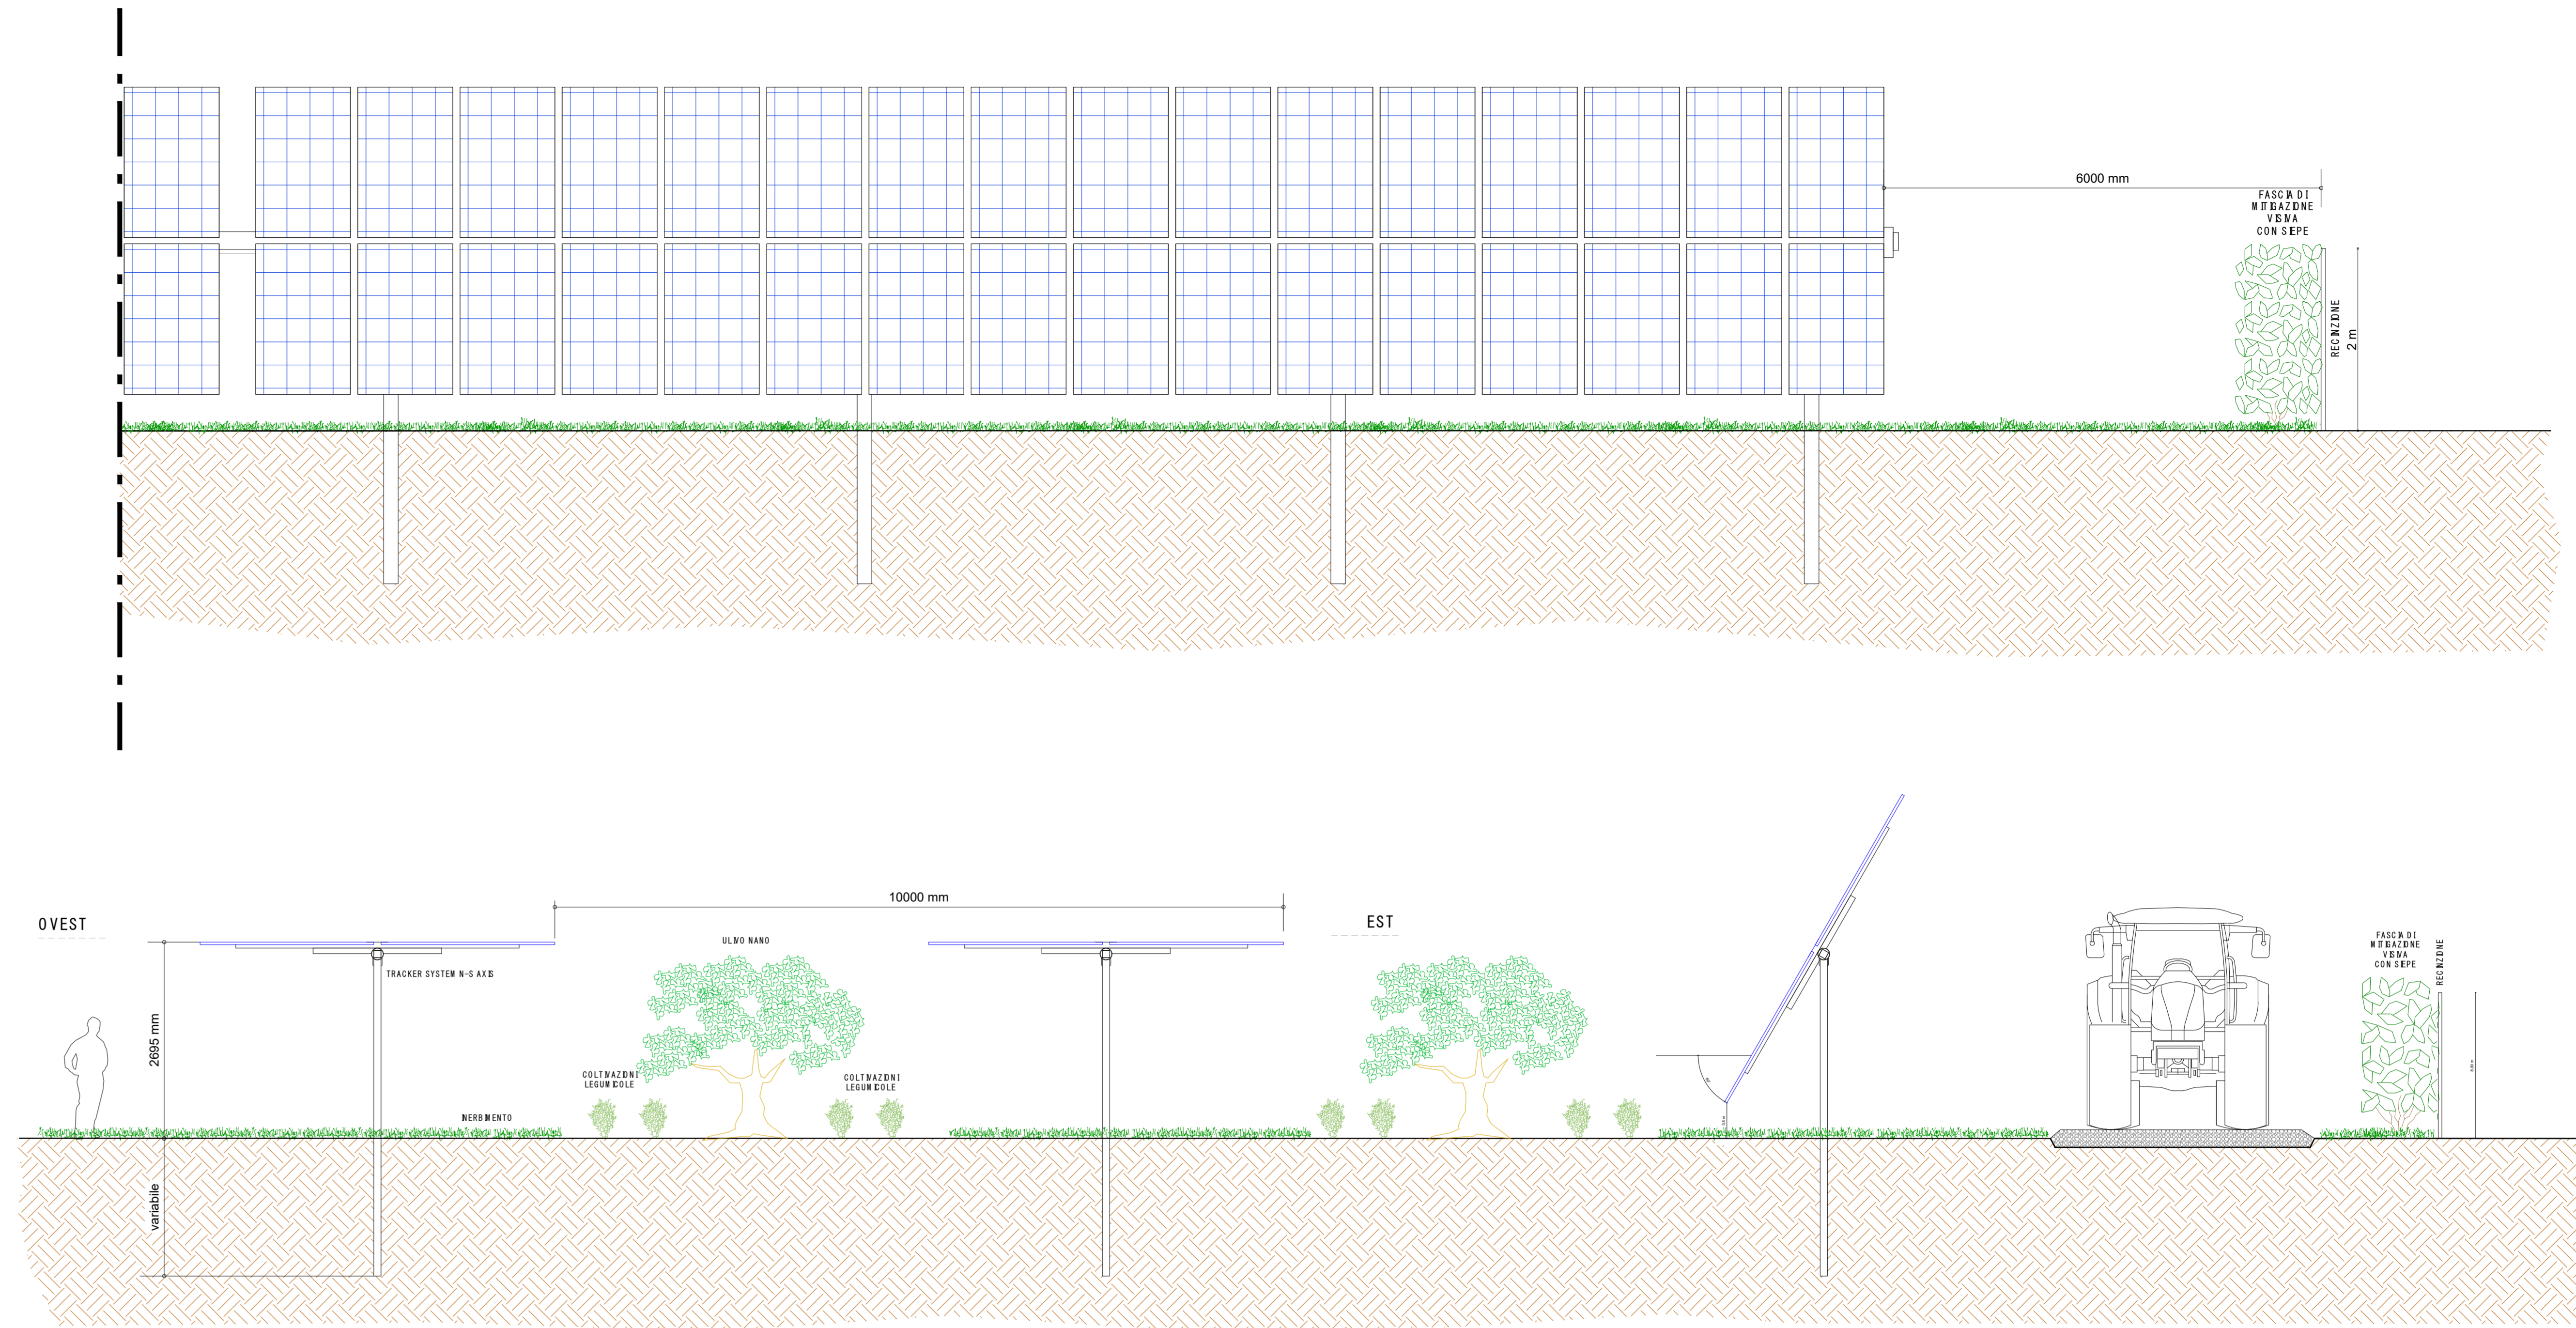 6000 mm
FASCIA DI
MITIGAZIONE
VISIVA
CON SIEPE
RECINZIONE
2 m
OVEST
10000 mm
EST
ULIVO NANO
TRACKER SYSTEM N-S AXIS
2695 mm
COLTIVAZIONI
LEGUMICOLE
COLTIVAZIONI
LEGUMICOLE
INERBIMENTO
variabile
FASCIA DI
MITIGAZIONE
VISIVA
CON SIEPE
RECINZIONE